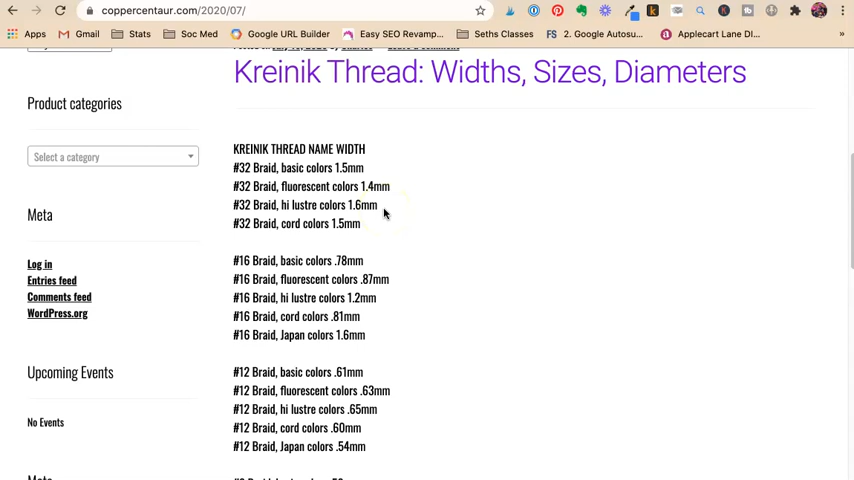 coppercentaur.com/2020/07/
Gmail
Stats
Soc Med
Google URL Builder
Easy SEO Revamp...
Seths Classes
2. Google Autosu...
Applecart Lane DI...
»
Product categories
Select a category
Meta
Log in
Entries feed
Comments feed
WordPress.org
Upcoming Events
No Events
Kreinik Thread: Widths, Sizes, Diameters
KREINIK THREAD NAME WIDTH
#32 Braid, basic colors 1.5mm
#32 Braid, fluorescent colors 1.4mm
#32 Braid, hi lustre colors 1.6mm
#32 Braid, cord colors 1.5mm
#16 Braid, basic colors .78mm
#16 Braid, fluorescent colors .87mm
#16 Braid, hi lustre colors 1.2mm
#16 Braid, cord colors .81mm
#16 Braid, Japan colors 1.6mm
#12 Braid, basic colors .61mm
#12 Braid, fluorescent colors .63mm
#12 Braid, hi lustre colors .65mm
#12 Braid, cord colors .60mm
#12 Braid, Japan colors .54mm